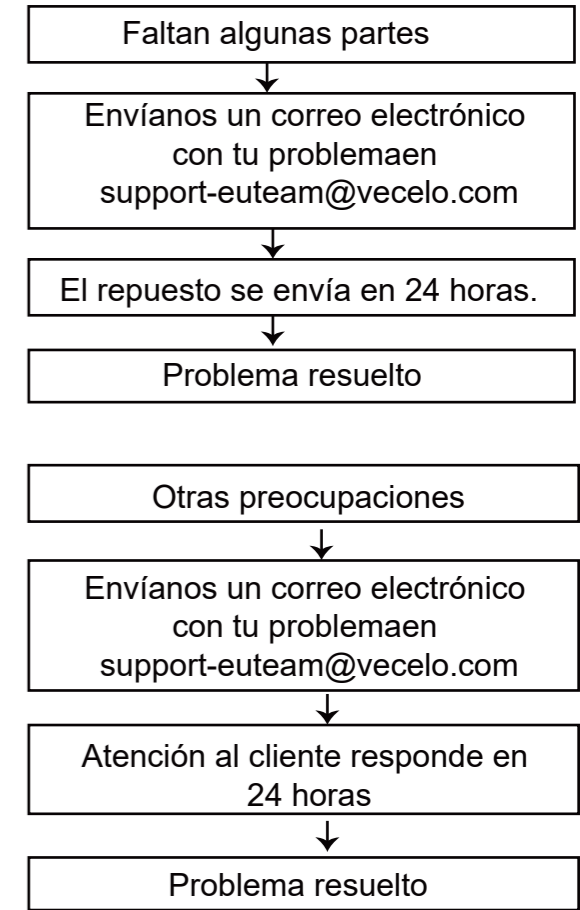 Faltan algunas partes
Envíanos un correo electrónico
con tu problemaen
support-euteam@vecelo.com
El repuesto se envía en 24 horas.
Problema resuelto
Otras preocupaciones
Envíanos un correo electrónico
con tu problemaen
support-euteam@vecelo.com
Atención al cliente responde en
24 horas
Problema resuelto